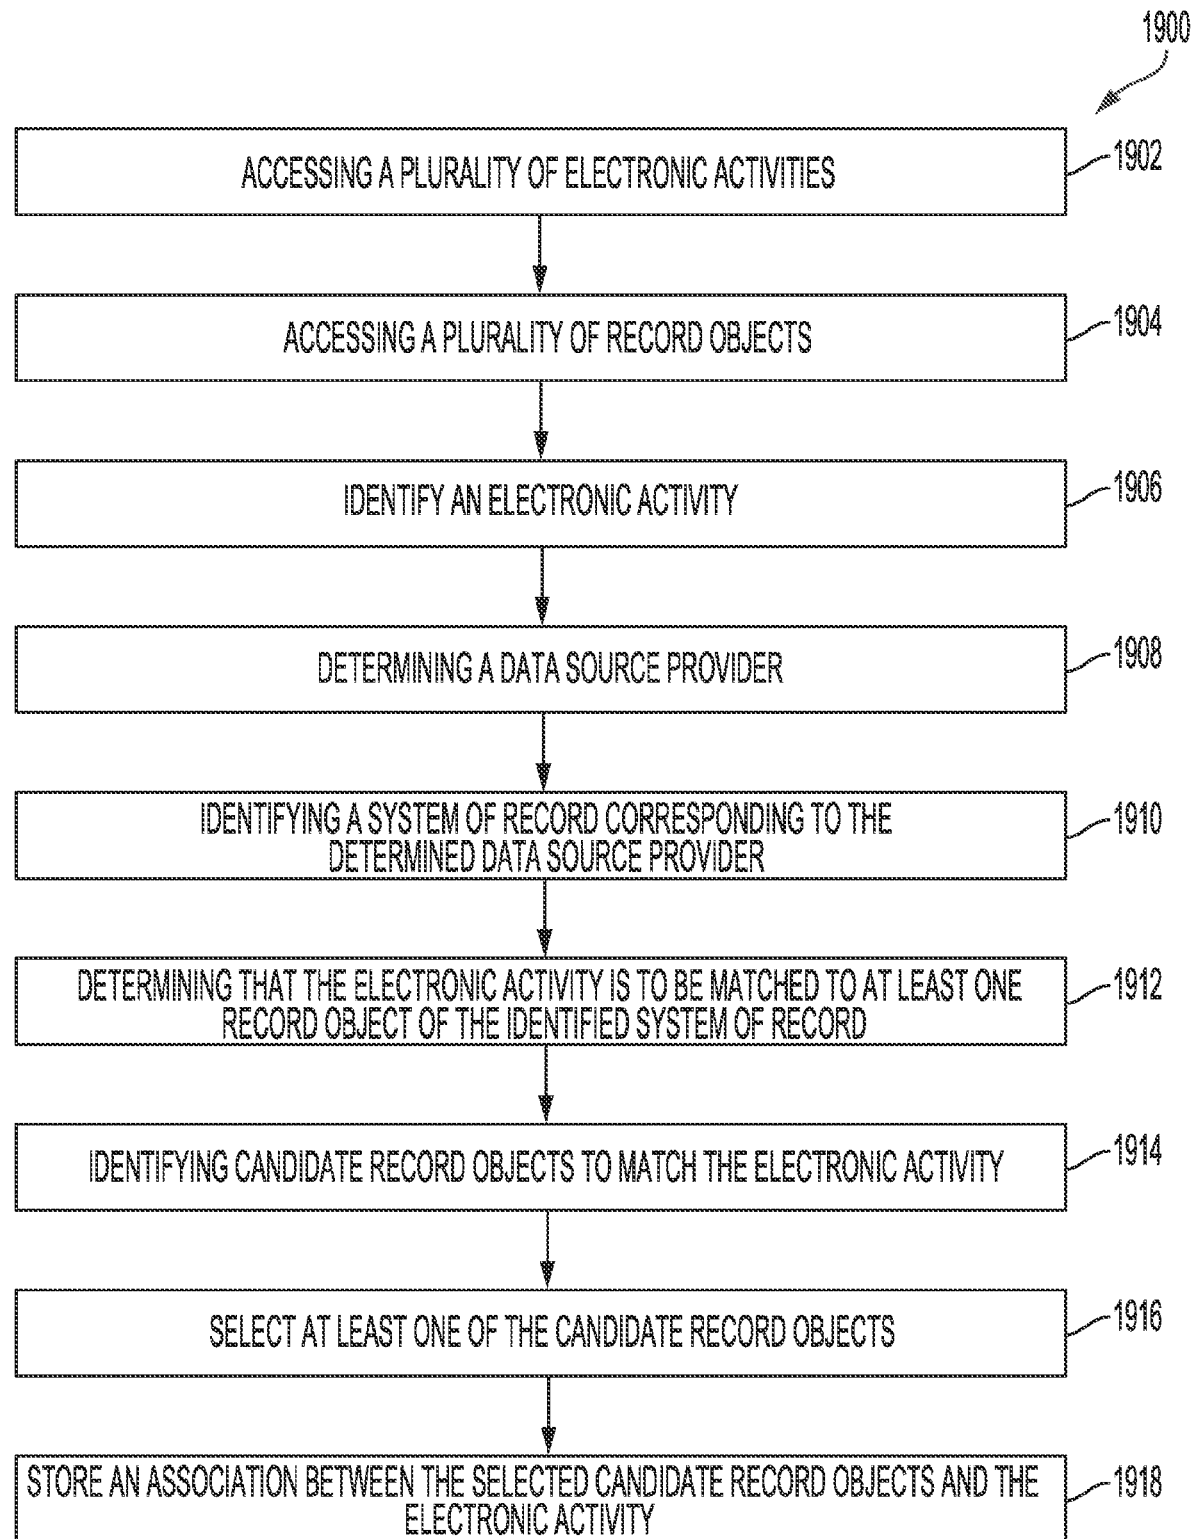 1900
ACCESSING A PLURALITY OF ELECTRONIC ACTIVITIES
1902
ACCESSING A PLURALITY OF RECORD OBJECTS
1904
IDENTIFY AN ELECTRONIC ACTIVITY
1906
DETERMINING A DATA SOURCE PROVIDER
1908
IDENTIFYING A SYSTEM OF RECORD CORRESPONDING TO THE
DETERMINED DATA SOURCE PROVIDER
1910
DETERMINING THAT THE ELECTRONIC ACTIVITY IS TO BE MATCHED TO AT LEAST ONE
RECORD OBJECT OF THE IDENTIFIED SYSTEM OF RECORD
1912
IDENTIFYING CANDIDATE RECORD OBJECTS TO MATCH THE ELECTRONIC ACTIVITY
1914
SELECT AT LEAST ONE OF THE CANDIDATE RECORD OBJECTS
1916
STORE AN ASSOCIATION BETWEEN THE SELECTED CANDIDATE RECORD OBJECTS AND THE
ELECTRONIC ACTIVITY
1918